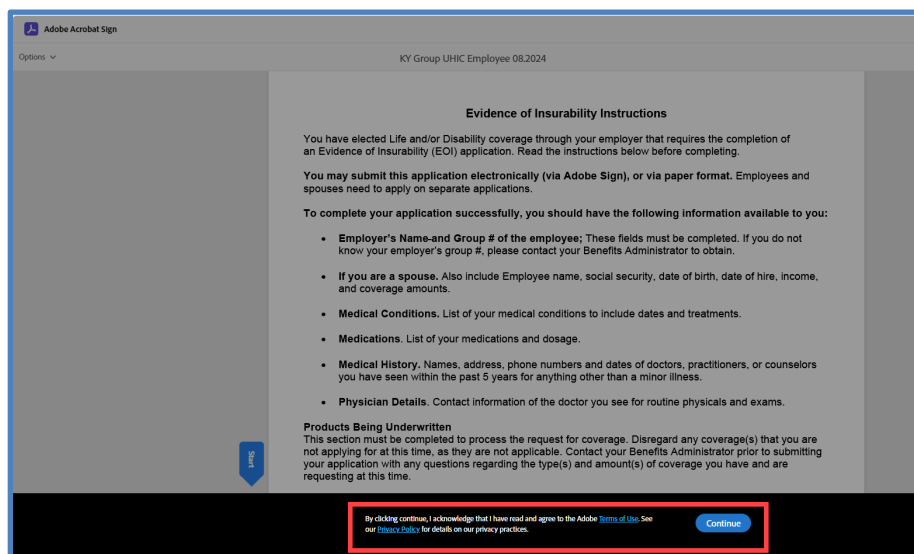 Adobe Acrobat Sign
Options
KY Group UHIC Employee 08.2024
Evidence of Insurability Instructions
You have elected Life and/or Disability coverage through your employer that requires the completion of
an Evidence of Insurability (EOI) application. Read the instructions below before completing.
You may submit this application electronically (via Adobe Sign), or via paper format. Employees and
spouses need to apply on separate applications.
To complete your application successfully, you should have the following information available to you:
• Employer's Name-and Group # of the employee; These fields must be completed. If you do not
know your employer's group #, please contact your Benefits Administrator to obtain.
• If you are a spouse. Also include Employee name, social security, date of birth, date of hire, income,
and coverage amounts.
• Medical Conditions. List of your medical conditions to include dates and treatments.
• Medications. List of your medications and dosage.
• Medical History. Names, address, phone numbers and dates of doctors, practitioners, or counselors
you have seen within the past 5 years for anything other than a minor illness.
• Physician Details. Contact information of the doctor you see for routine physicals and exams.
Products Being Underwritten
This section must be completed to process the request for coverage. Disregard any coverage(s) that you are
not applying for at this time, as they are not applicable. Contact your Benefits Administrator prior to submitting
your application with any questions regarding the type(s) and amount(s) of coverage you have and are
requesting at this time.
Start
By clicking continue, I acknowledge that I have read and agree to the Adobe Terms of Use. See
our Privacy Policy for details on our privacy practices.
Continue